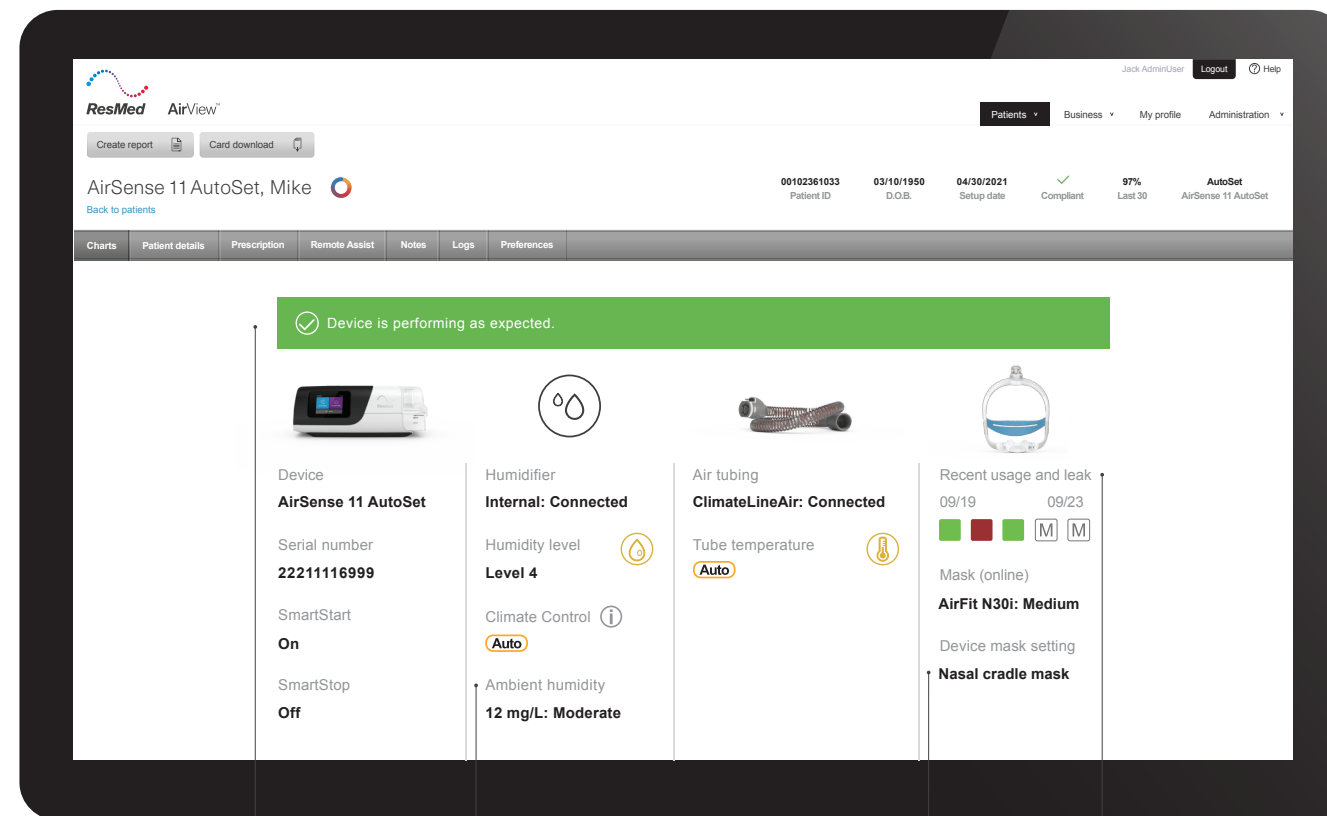 Jack AdminUser Logout ? Help
ResMed AirView™
Patients Business My profile Administration
Create report Card download
AirSense 11 AutoSet, Mike
Back to patients
00102361033 03/10/1950 04/30/2021 97% AutoSet
Patient ID D.O.B. Setup date Compliant Last 30 AirSense 11 AutoSet
Charts Patient details Prescription Remote Assist Notes Logs Preferences
Device is performing as expected.
Device
AirSense 11 AutoSet
Serial number
22211116999
SmartStart
On
SmartStop
Off
Humidifier
Internal: Connected
Humidity level
Level 4
Climate Control i
Auto
Ambient humidity
12 mg/L: Moderate
Air tubing
ClimateLineAir: Connected
Tube temperature
Auto
Recent usage and leak
09/19 09/23
M M
Mask (online)
AirFit N30i: Medium
Device mask setting
Nasal cradle mask